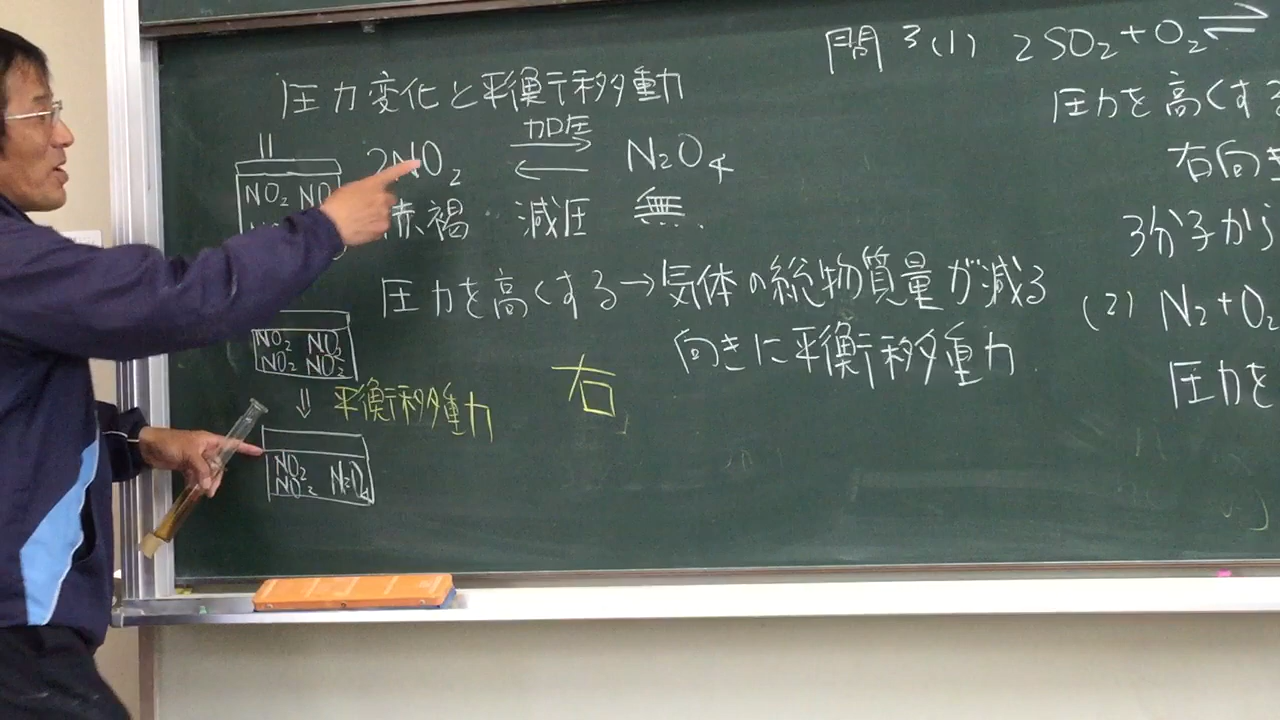 圧力変化と平衡移動
加圧
2NO₂ ⇄ N₂O₄
赤褐 減圧 無
NO₂ NO
圧力を高くする→気体の総物質量が減る
向きに平衡移動
NO₂ NO₂
NO₂ NO₂
⇓ 平衡移動
右
NO₂
NO₂ N₂O₄
問3(1) 2SO₂+O₂⇄
圧力を高くする
右向き
3分子から
(2) N₂+O₂
圧力を